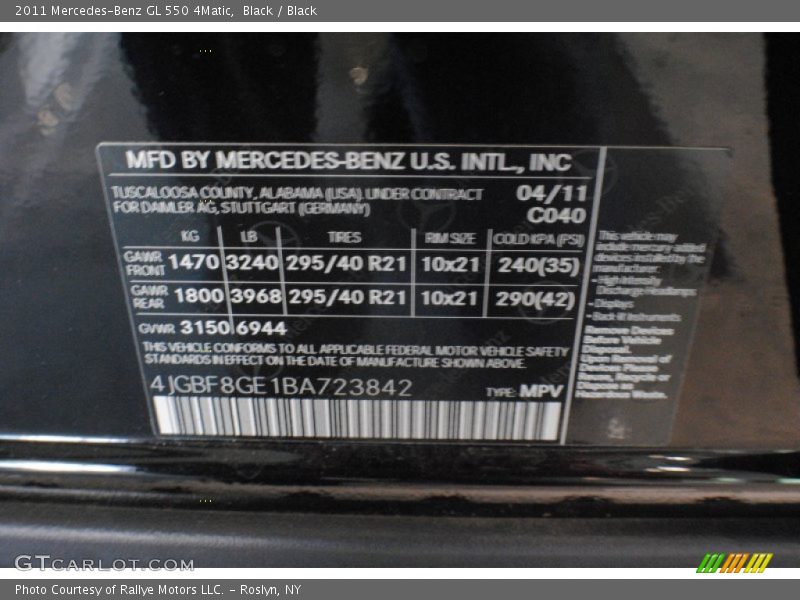 2011 Mercedes-Benz GL 550 4Matic, Black / Black
MFD BY MERCEDES-BENZ U.S. INTL., INC
TUSCALOOSA COUNTY, ALABAMA (USA) UNDER CONTRACT
FOR DAIMLER AG, STUTTGART (GERMANY)
04/11
C040
KG LB TIRES RIM SIZE COLD KPA (PSI)
GAWR FRONT 1470 3240 295/40 R21 10x21 240(35)
GAWR REAR 1800 3968 295/40 R21 10x21 290(42)
GVWR 3150 6944
THIS VEHICLE CONFORMS TO ALL APPLICABLE FEDERAL MOTOR VEHICLE SAFETY
STANDARDS IN EFFECT ON THE DATE OF MANUFACTURE SHOWN ABOVE.
4JGBF8GE1BA723842 TYPE: MPV
This vehicle may
include mercury added
devices installed by the
manufacturer:
- High Intensity
Discharge Headlamps
- Displays
Remove Devices
Before Vehicle
Disposal.
Upon Removal of
Devices Please
Reuse, Recycle or
Dispose as
Hazardous Waste.
GTCARLOT.COM
Photo Courtesy of Rallye Motors LLC. - Roslyn, NY